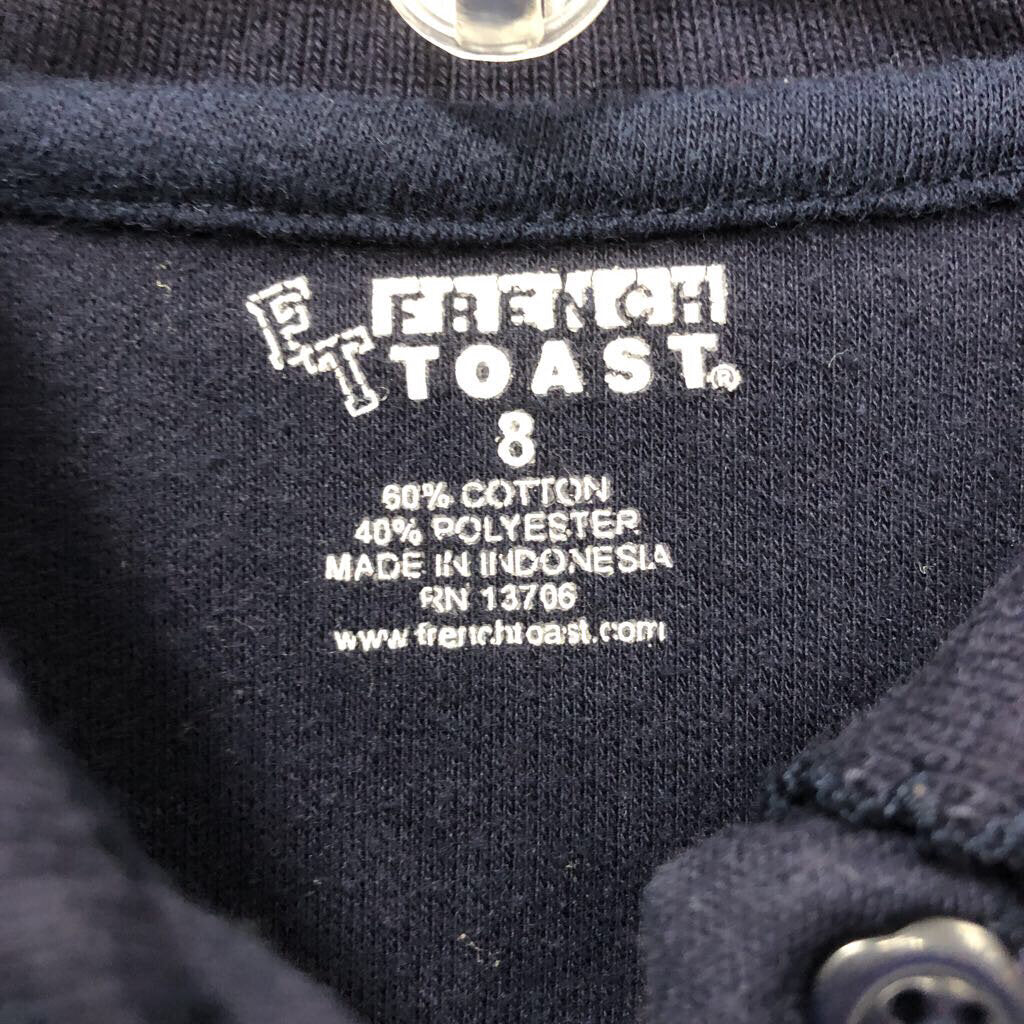 FT FRENCH
TOAST®
8
60% COTTON
40% POLYESTER
MADE IN INDONESIA
RN 13706
www.frenchtoast.com